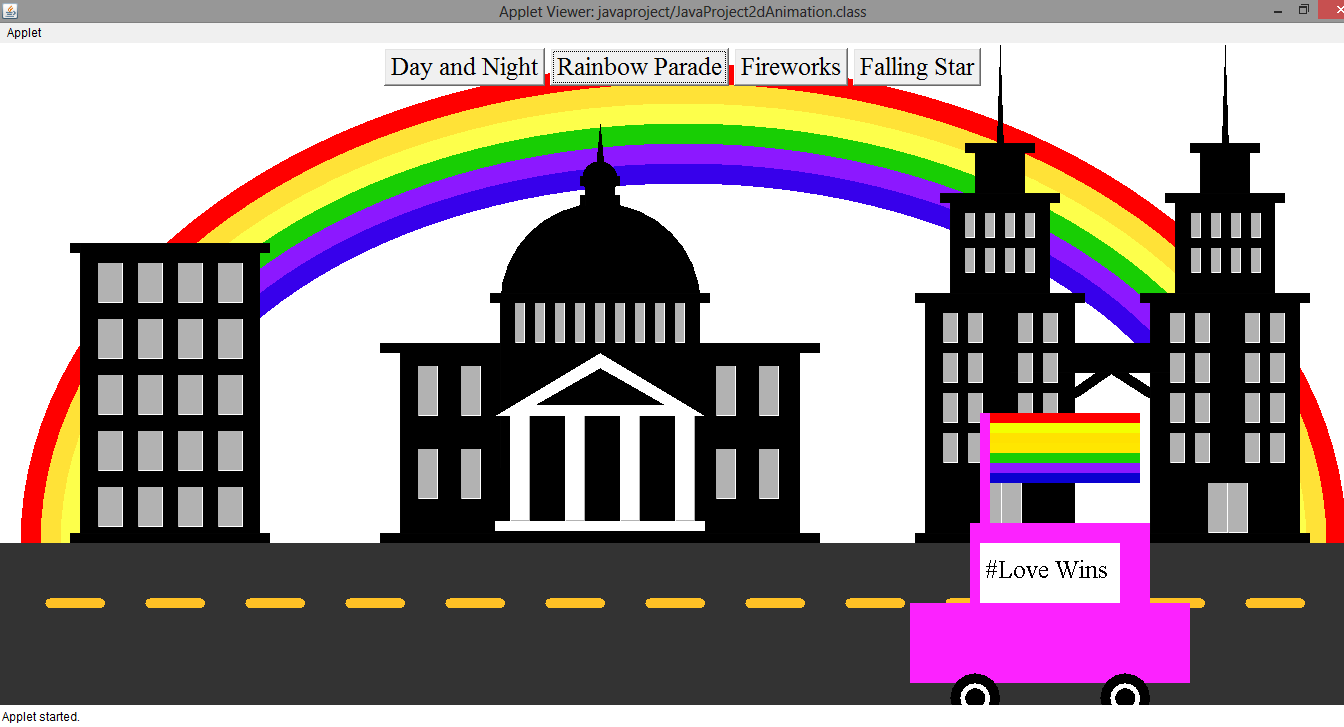 Applet Viewer: javaproject/JavaProject2dAnimation.class
Applet
Day and Night Rainbow Parade Fireworks Falling Star
#Love Wins
Applet started.